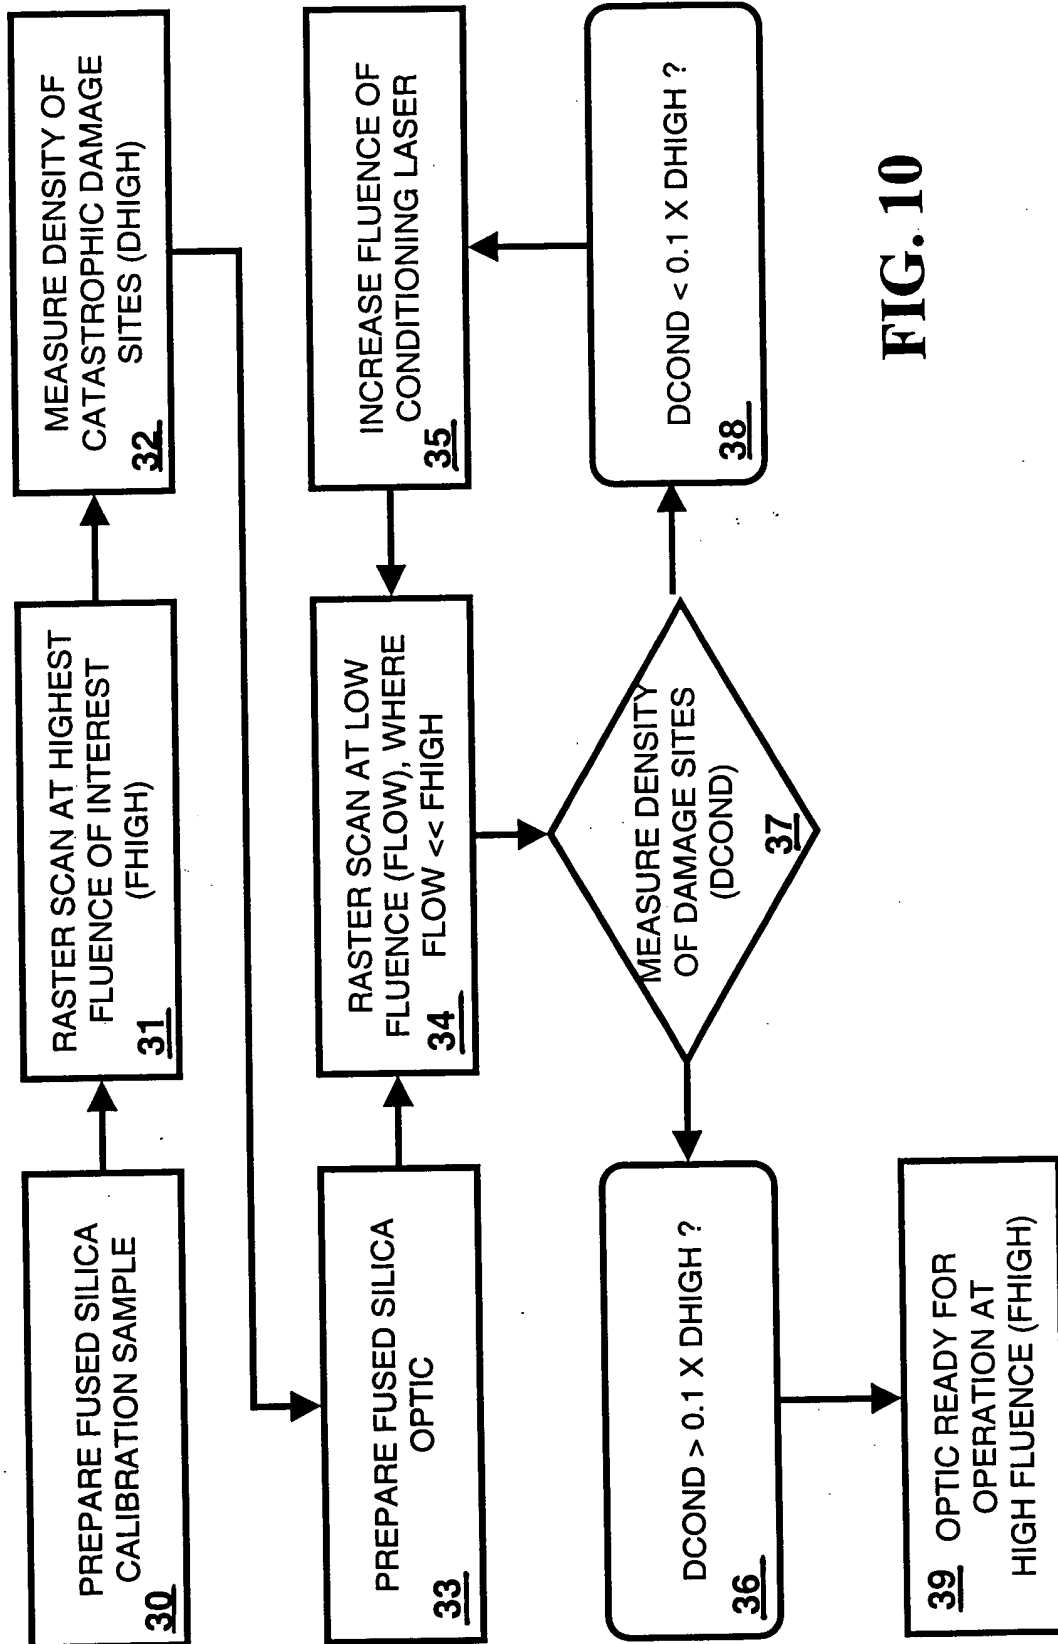 PREPARE FUSED SILICA
CALIBRATION SAMPLE
30
RASTER SCAN AT HIGHEST
FLUENCE OF INTEREST
(FHIGH)
31
MEASURE DENSITY OF
CATASTROPHIC DAMAGE
SITES (DHIGH)
32
PREPARE FUSED SILICA
OPTIC
33
RASTER SCAN AT LOW
FLUENCE (FLOW), WHERE
FLOW << FHIGH
34
INCREASE FLUENCE OF
CONDITIONING LASER
35
DCOND > 0.1 X DHIGH ?
36
MEASURE DENSITY
OF DAMAGE SITES
(DCOND)
37
DCOND < 0.1 X DHIGH ?
38
39 OPTIC READY FOR
OPERATION AT
HIGH FLUENCE (FHIGH)
FIG. 10